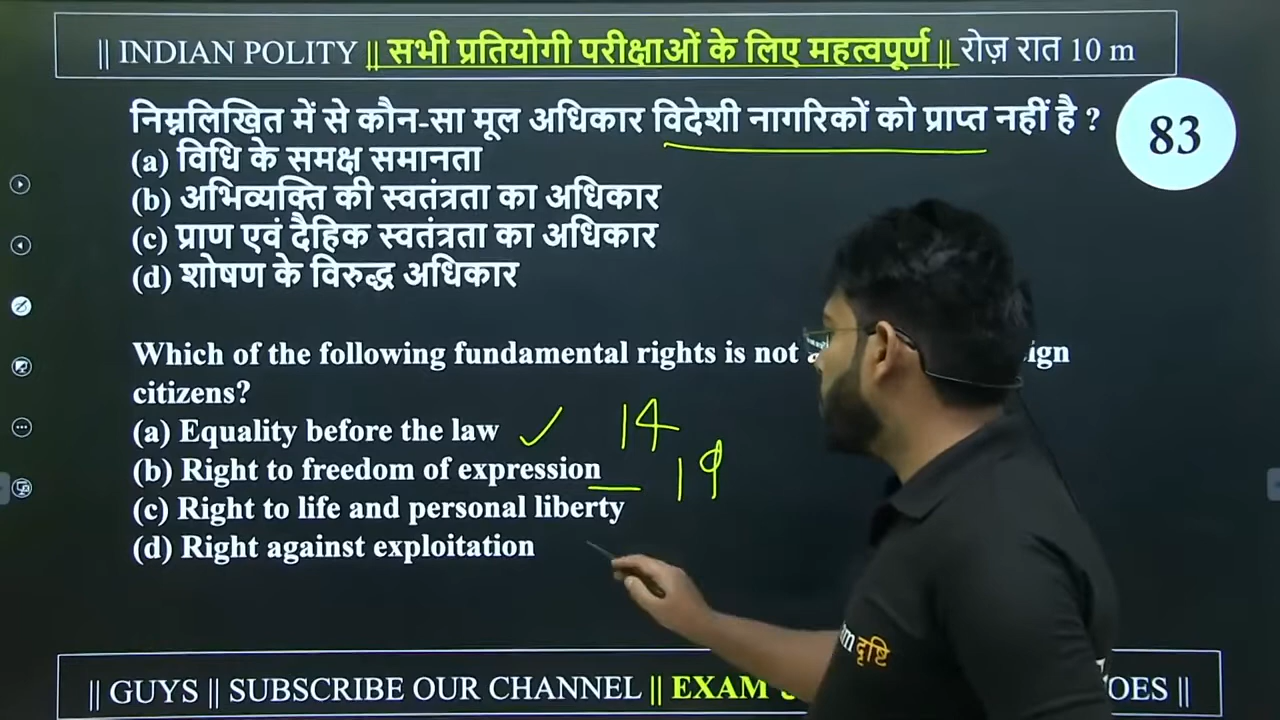 || INDIAN POLITY || सभी प्रतियोगी परीक्षाओं के लिए महत्वपूर्ण || रोज़ रात 10 m
निम्नलिखित में से कौन-सा मूल अधिकार विदेशी नागरिकों को प्राप्त नहीं है ?
83
(a) विधि के समक्ष समानता
(b) अभिव्यक्ति की स्वतंत्रता का अधिकार
(c) प्राण एवं दैहिक स्वतंत्रता का अधिकार
(d) शोषण के विरुद्ध अधिकार
Which of the following fundamental rights is not
citizens?
(a) Equality before the law ✓ 14
(b) Right to freedom of expression 19
(c) Right to life and personal liberty
(d) Right against exploitation
दृष्टि
|| GUYS || SUBSCRIBE OUR CHANNEL || EXAM